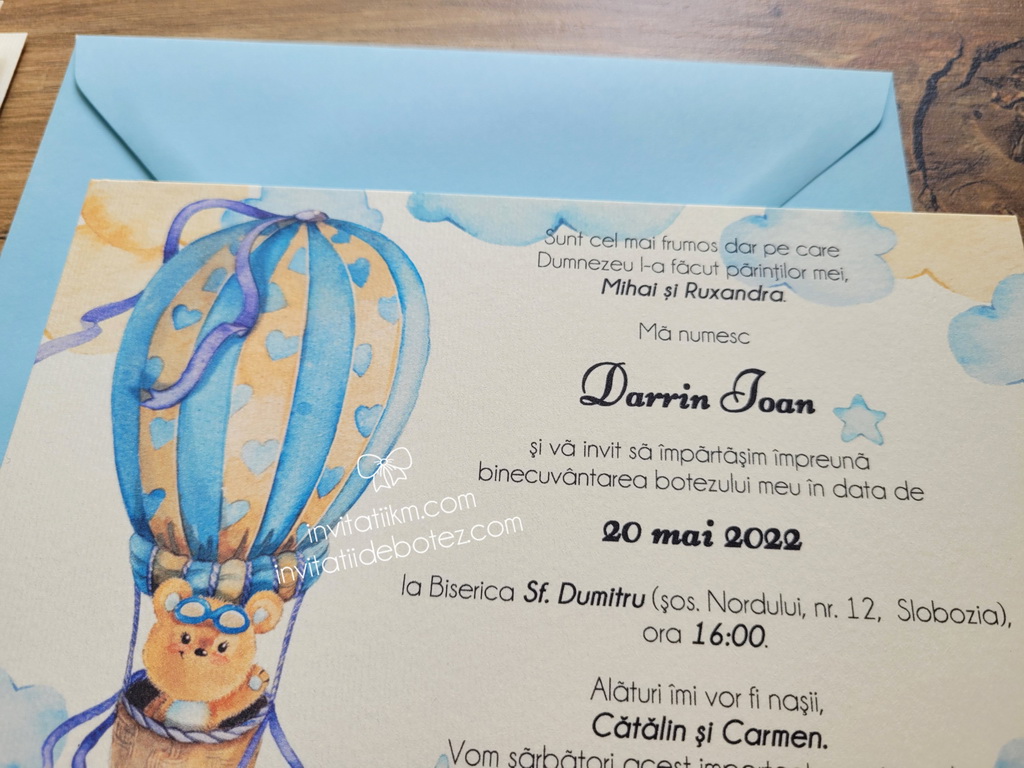 Sunt cel mai frumos dar pe care
Dumnezeu l-a făcut părinților mei,
Mihai și Ruxandra.
Mă numesc
Darrin Ioan
și vă invit să împărtășim împreună
binecuvântarea botezului meu în data de
20 mai 2022
la Biserica Sf. Dumitru (șos. Nordului, nr. 12, Slobozia),
ora 16:00.
Alături îmi vor fi nașii,
Cătălin și Carmen.
Vom sărbători acest
invitatiikm.com
invitatiidebotez.com